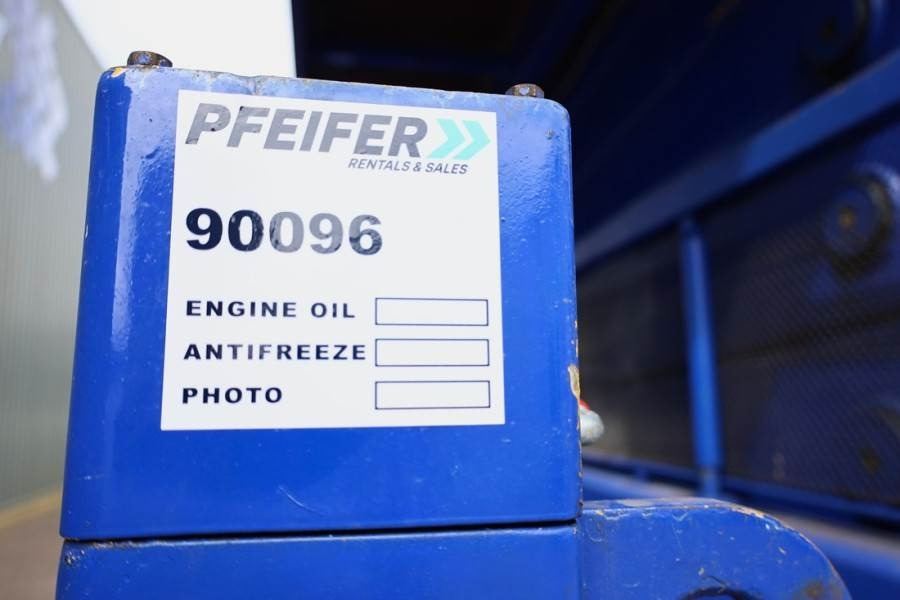 PFEIFER
RENTALS & SALES
90096
ENGINE OIL
ANTIFREEZE
PHOTO